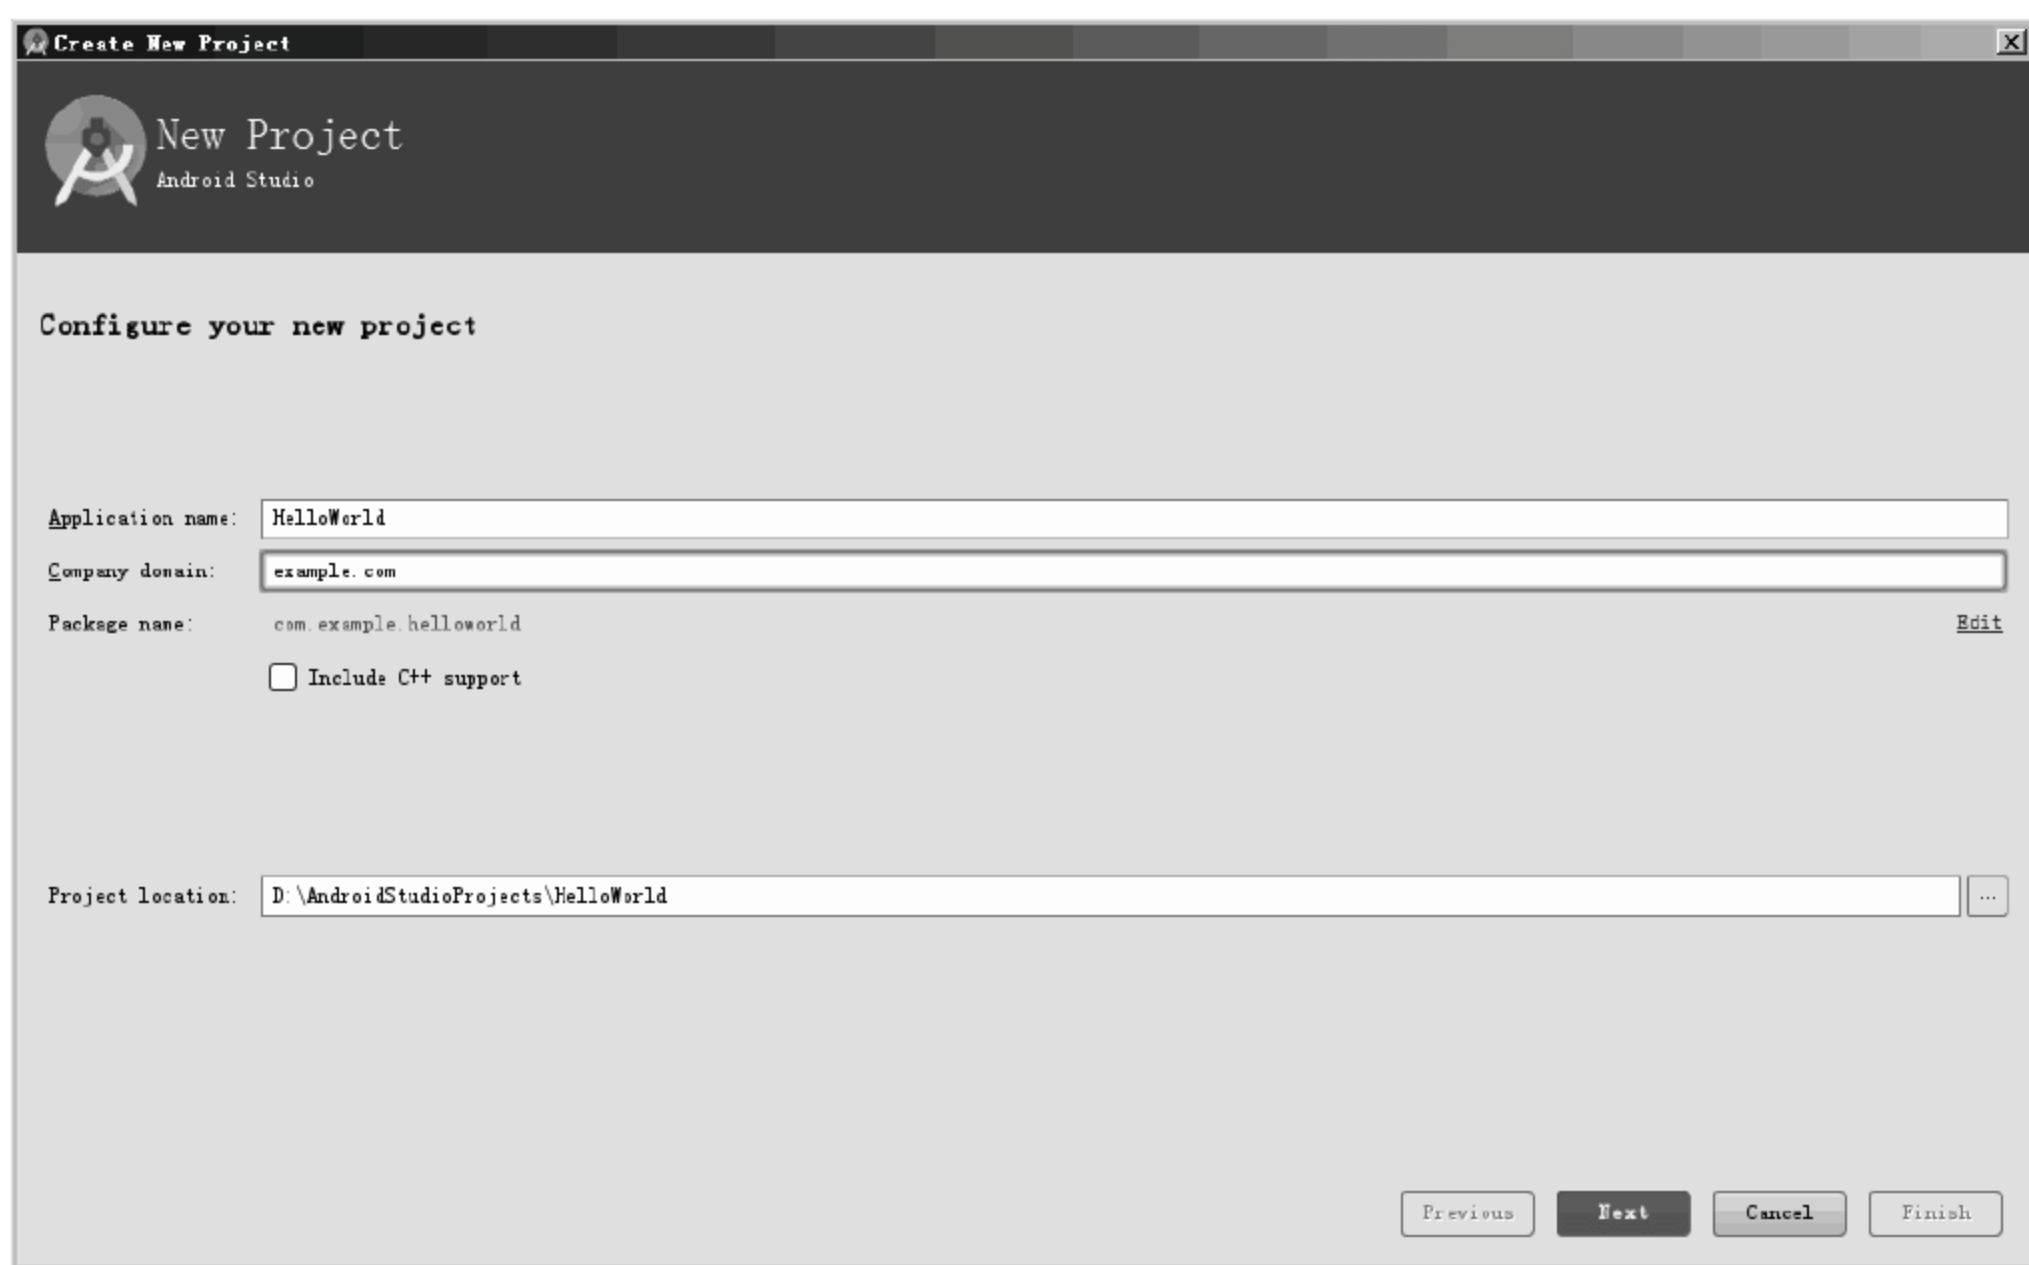 Create New Project
New Project
Android Studio
Configure your new project
Application name: HelloWorld
Company domain: example.com
Package name: com.example.helloworld Edit
Include C++ support
Project location: D:\AndroidStudioProjects\HelloWorld ...
Previous Next Cancel Finish